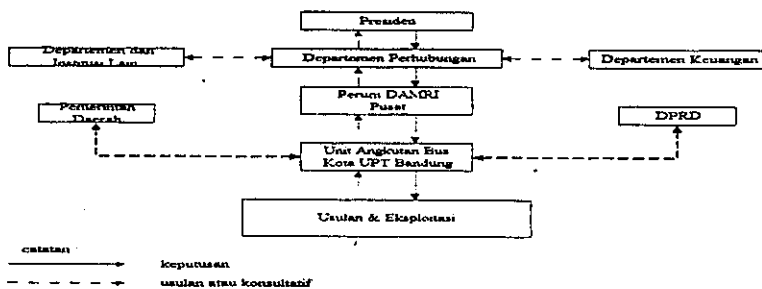 Presiden
Departemen dan
Instansi Lain
Departemen Perhubungan
Departemen Keuangan
Perum DAMRI
Pusat
Pemerintah
Daerah
DPRD
Unit Angkutan Bus
Kota UPT Bandung
Usulan & Eksploitasi
catatan
keputusan
usulan atau konsultatif